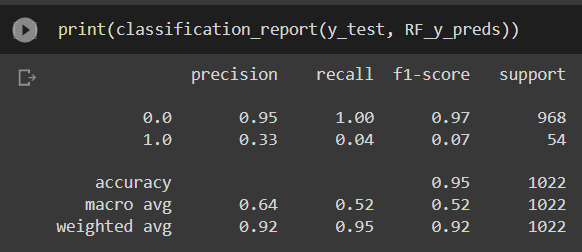 print(classification_report(y_test, RF_y_preds))
precision recall f1-score support
0.0 0.95 1.00 0.97 968
1.0 0.33 0.04 0.07 54
accuracy 0.95 1022
macro avg 0.64 0.52 0.52 1022
weighted avg 0.92 0.95 0.92 1022